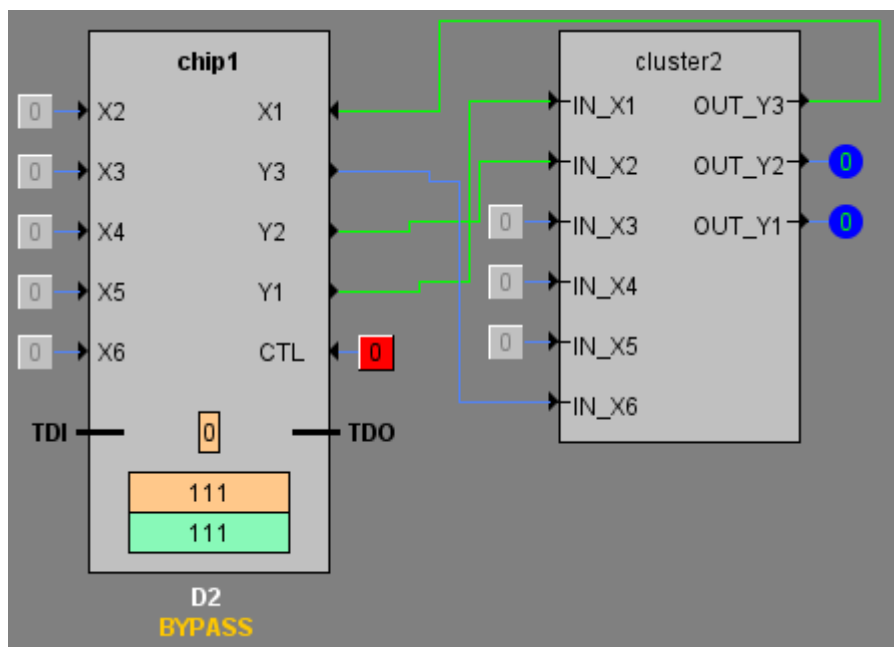 chip1
0 X2 X1
0 X3 Y3
0 X4 Y2
0 X5 Y1
0 X6 CTL 0
TDI 0 TDO
111
111
D2
BYPASS
cluster2
IN_X1 OUT_Y3
IN_X2 OUT_Y2 0
0 IN_X3 OUT_Y1 0
0 IN_X4
0 IN_X5
IN_X6